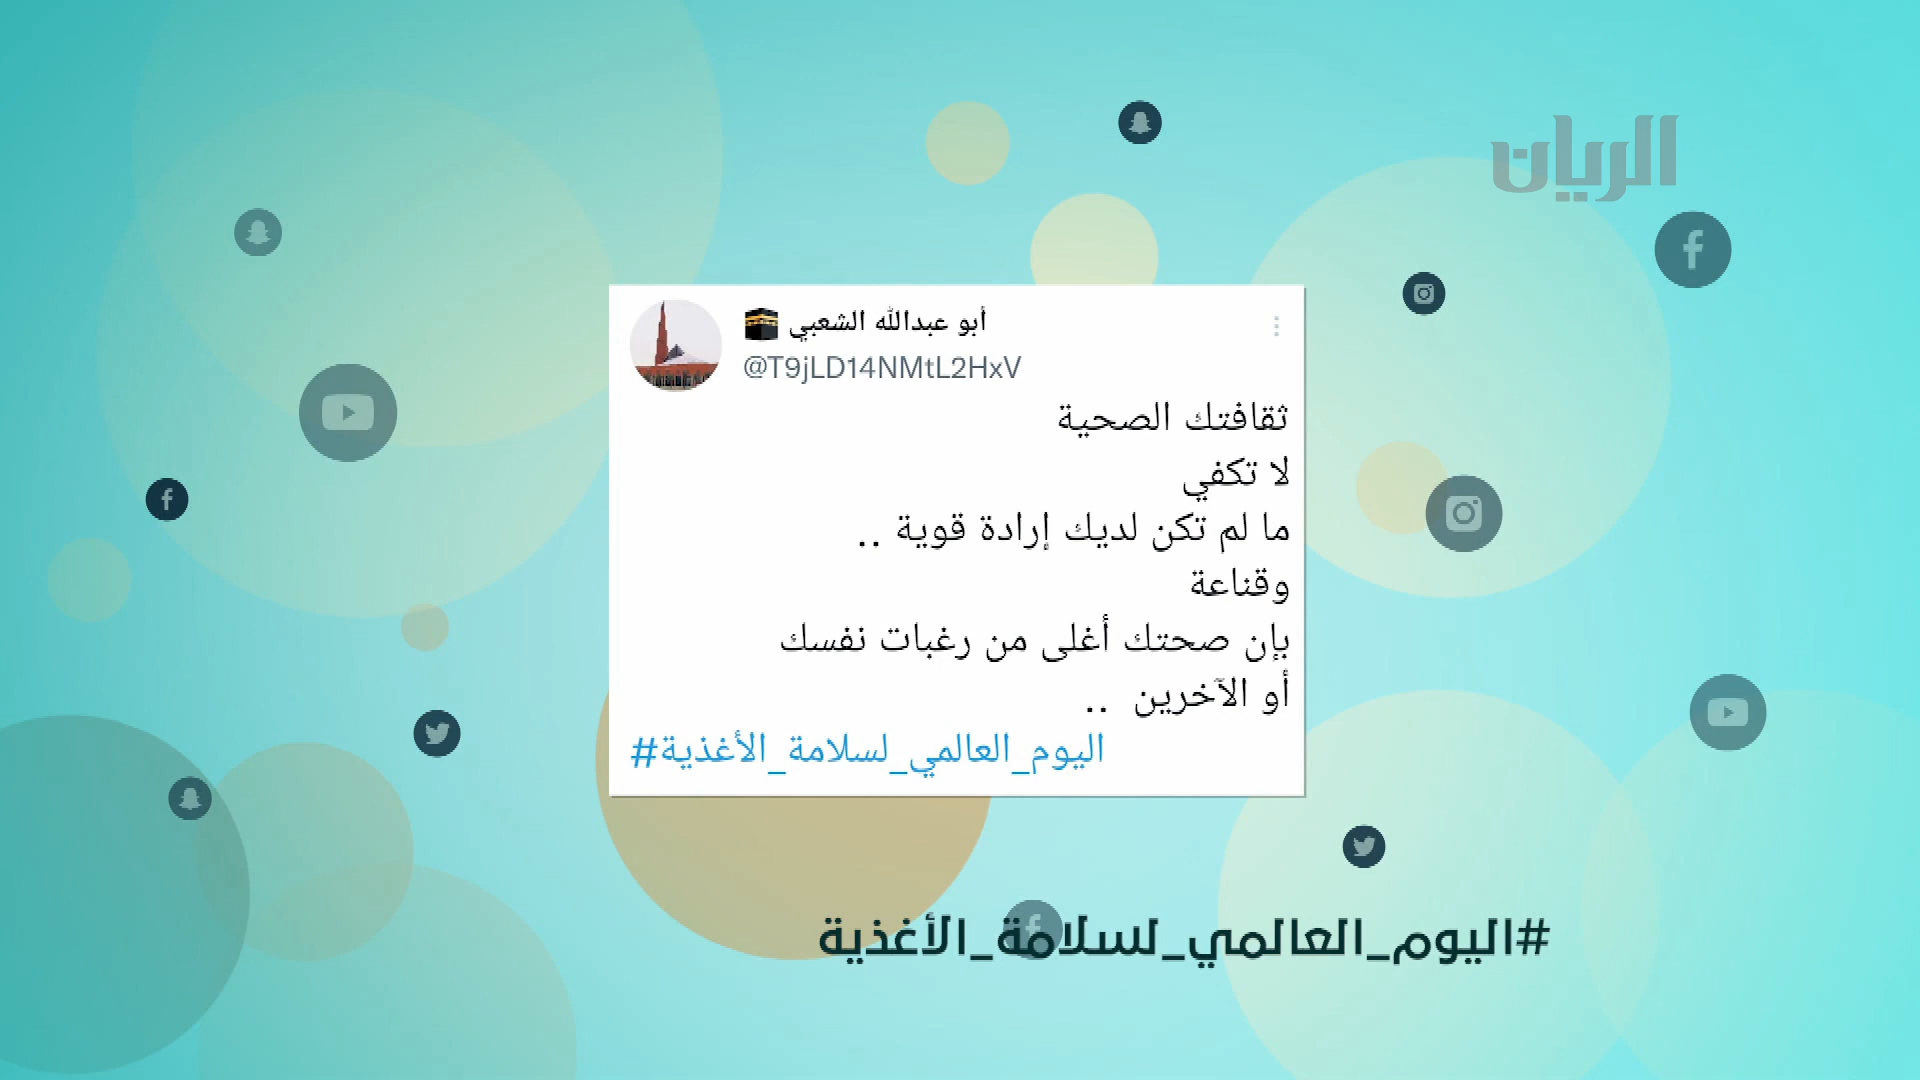 الريان
أبو عبدالله الشعبي 🕋
@T9jLD14NMtL2HxV
ثقافتك الصحية
لا تكفي
ما لم تكن لديك إرادة قوية ..
وقناعة
بإن صحتك أغلى من رغبات نفسك
أو الآخرين ..
#اليوم_العالمي_لسلامة_الأغذية
#اليوم_العالمي_لسلامة_الأغذية